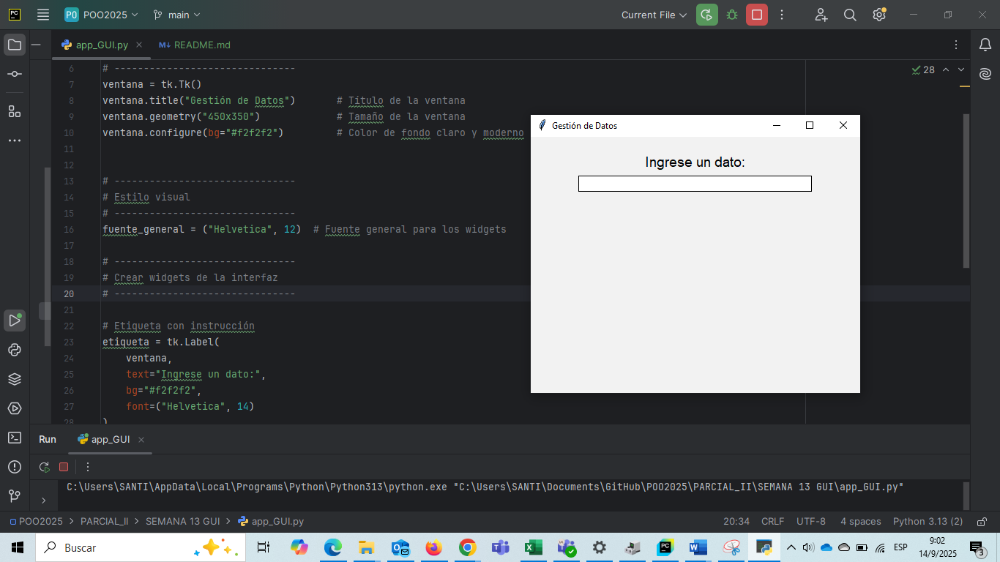 PC
P0 POO2025 main Current File
app_GUI.py README.md
28
6 # -------------------------------
7 ventana = tk.Tk()
8 ventana.title("Gestión de Datos") # Título de la ventana
9 ventana.geometry("450x350") # Tamaño de la ventana
10 ventana.configure(bg="#f2f2f2") # Color de fondo claro y moderno
11
12
13 # -------------------------------
14 # Estilo visual
15 # -------------------------------
16 fuente_general = ("Helvetica", 12) # Fuente general para los widgets
17
18 # -------------------------------
19 # Crear widgets de la interfaz
20 # -------------------------------
21
22 # Etiqueta con instrucción
23 etiqueta = tk.Label(
24 ventana,
25 text="Ingrese un dato:",
26 bg="#f2f2f2",
27 font=("Helvetica", 14)
28 )
Gestión de Datos
Ingrese un dato:
Run app_GUI
C:\Users\SANTI\AppData\Local\Programs\Python\Python313\python.exe "C:\Users\SANTI\Documents\GitHub\POO2025\PARCIAL_II\SEMANA 13 GUI\app_GUI.py"
POO2025 > PARCIAL_II > SEMANA 13 GUI > app_GUI.py 20:34 CRLF UTF-8 4 spaces Python 3.13 (2)
Buscar
ESP
9:02
14/9/2025
3